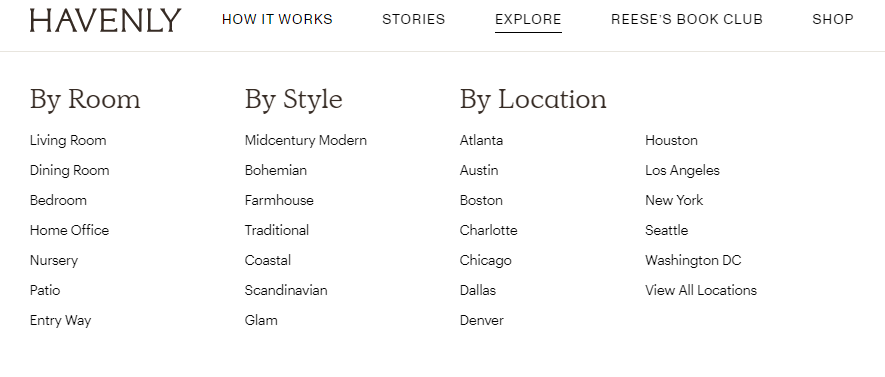 HAVENLY HOW IT WORKS STORIES EXPLORE REESE'S BOOK CLUB SHOP
By Room
Living Room
Dining Room
Bedroom
Home Office
Nursery
Patio
Entry Way
By Style
Midcentury Modern
Bohemian
Farmhouse
Traditional
Coastal
Scandinavian
Glam
By Location
Atlanta
Austin
Boston
Charlotte
Chicago
Dallas
Denver
Houston
Los Angeles
New York
Seattle
Washington DC
View All Locations